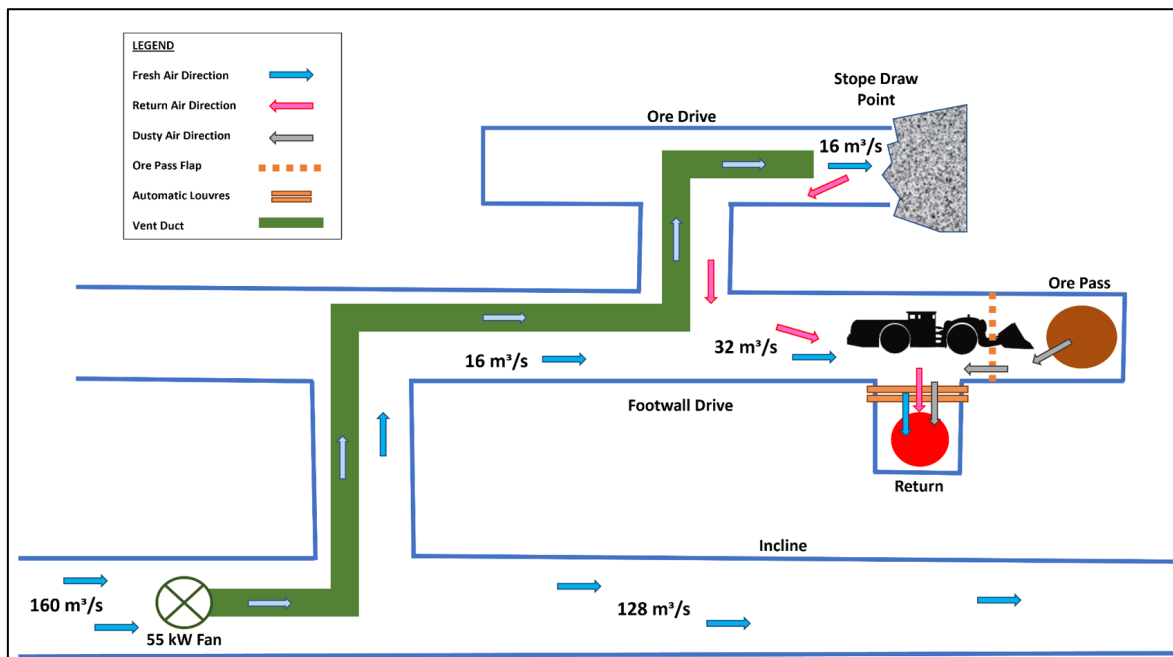 LEGEND
Fresh Air Direction
Return Air Direction
Dusty Air Direction
Ore Pass Flap
Automatic Louvres
Vent Duct
Stope Draw
Point
Ore Drive
16 m³/s
Ore Pass
32 m³/s
16 m³/s
Footwall Drive
Return
Incline
160 m³/s
128 m³/s
55 kW Fan